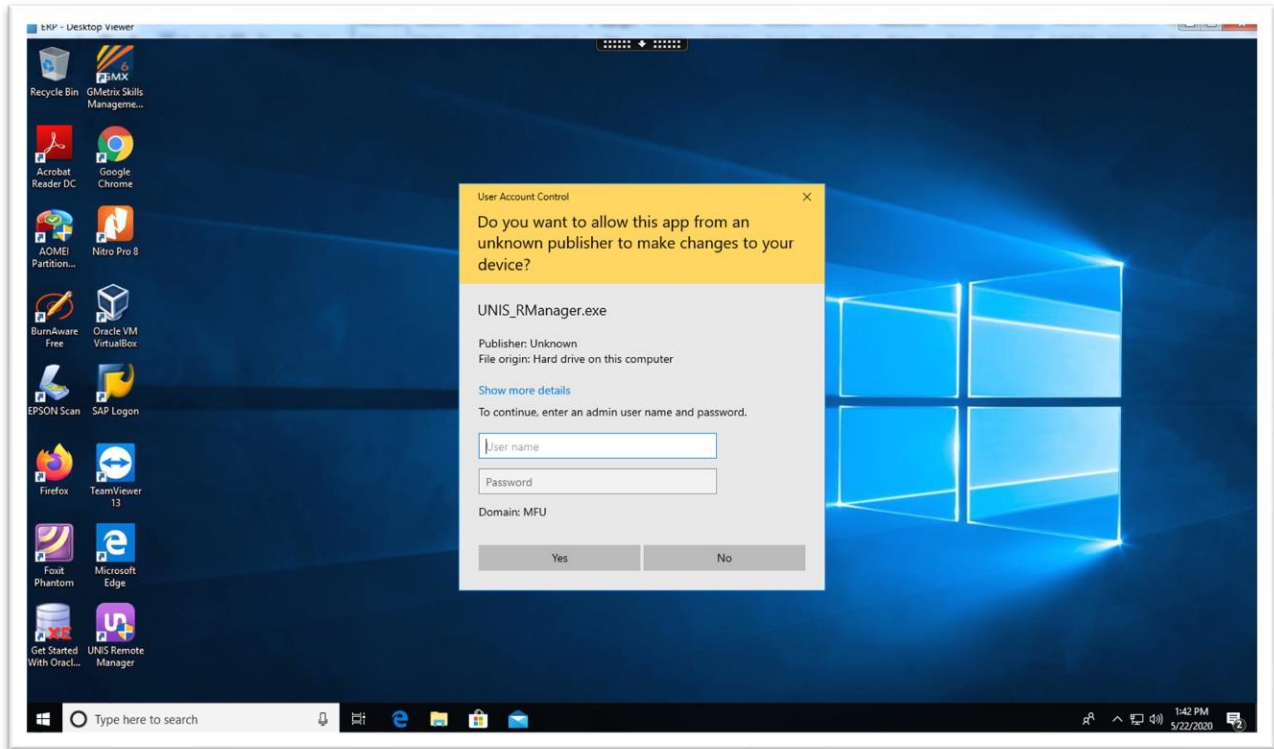 ERP - Desktop Viewer
Recycle Bin
GMetrix Skills
Manageme...
Acrobat
Reader DC
Google
Chrome
AOMEI
Partition...
Nitro Pro 8
BurnAware
Free
Oracle VM
VirtualBox
EPSON Scan
SAP Logon
Firefox
TeamViewer
13
Foxit
Phantom
Microsoft
Edge
Get Started
With Oracl...
UNIS Remote
Manager
User Account Control
Do you want to allow this app from an
unknown publisher to make changes to your
device?
UNIS_RManager.exe
Publisher: Unknown
File origin: Hard drive on this computer
Show more details
To continue, enter an admin user name and password.
User name
Password
Domain: MFU
Yes
No
Type here to search
1:42 PM
5/22/2020
2